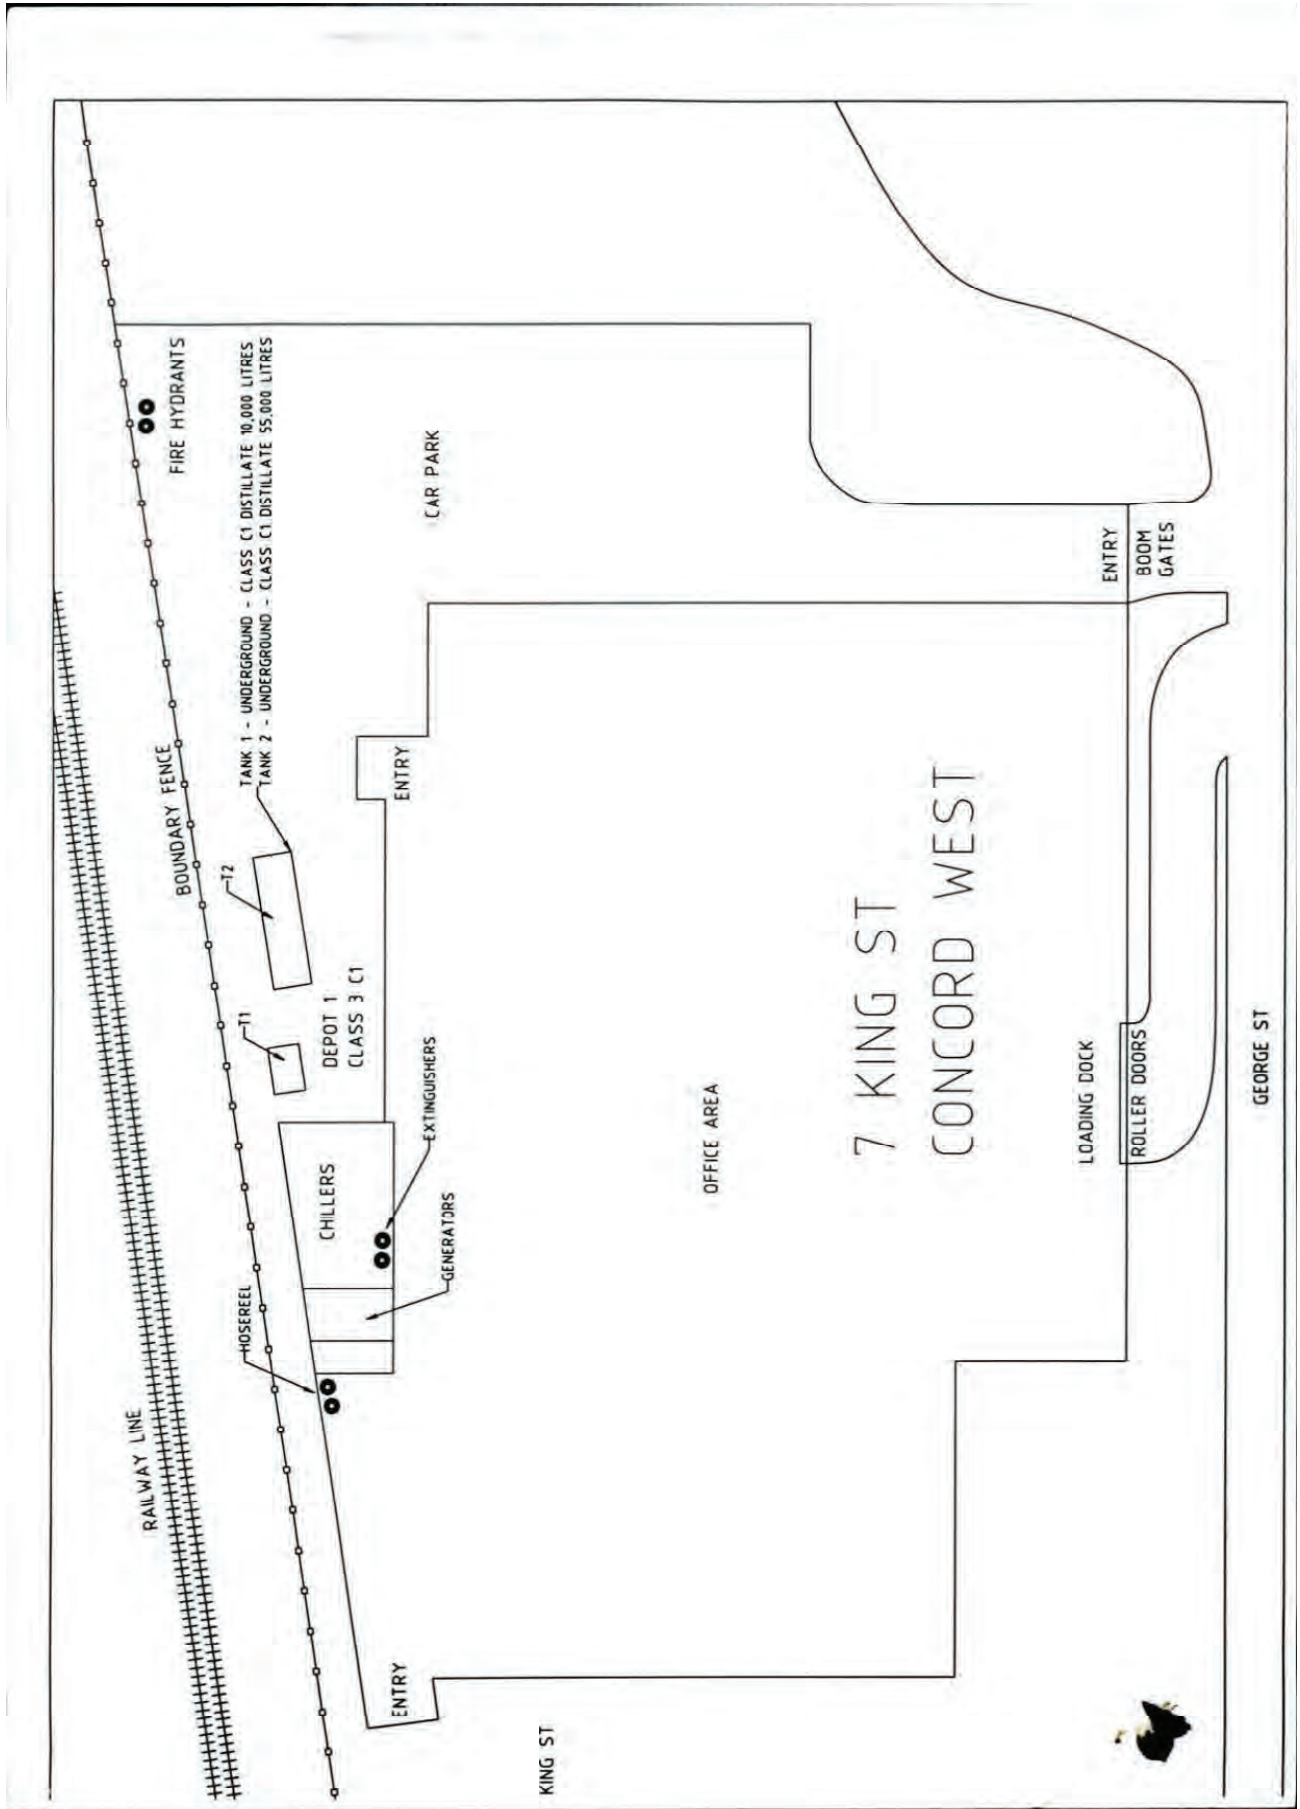 RAILWAY LINE
BOUNDARY FENCE
FIRE HYDRANTS
HOSEREEL
T1
T2
TANK 1 - UNDERGROUND - CLASS C1 DISTILLATE 10,000 LITRES
TANK 2 - UNDERGROUND - CLASS C1 DISTILLATE 55,000 LITRES
CHILLERS
DEPOT 1
CLASS 3 C1
ENTRY
ENTRY
EXTINGUISHERS
GENERATORS
CAR PARK
KING ST
OFFICE AREA
7 KING ST
CONCORD WEST
LOADING DOCK
ROLLER DOORS
ENTRY
BOOM
GATES
GEORGE ST